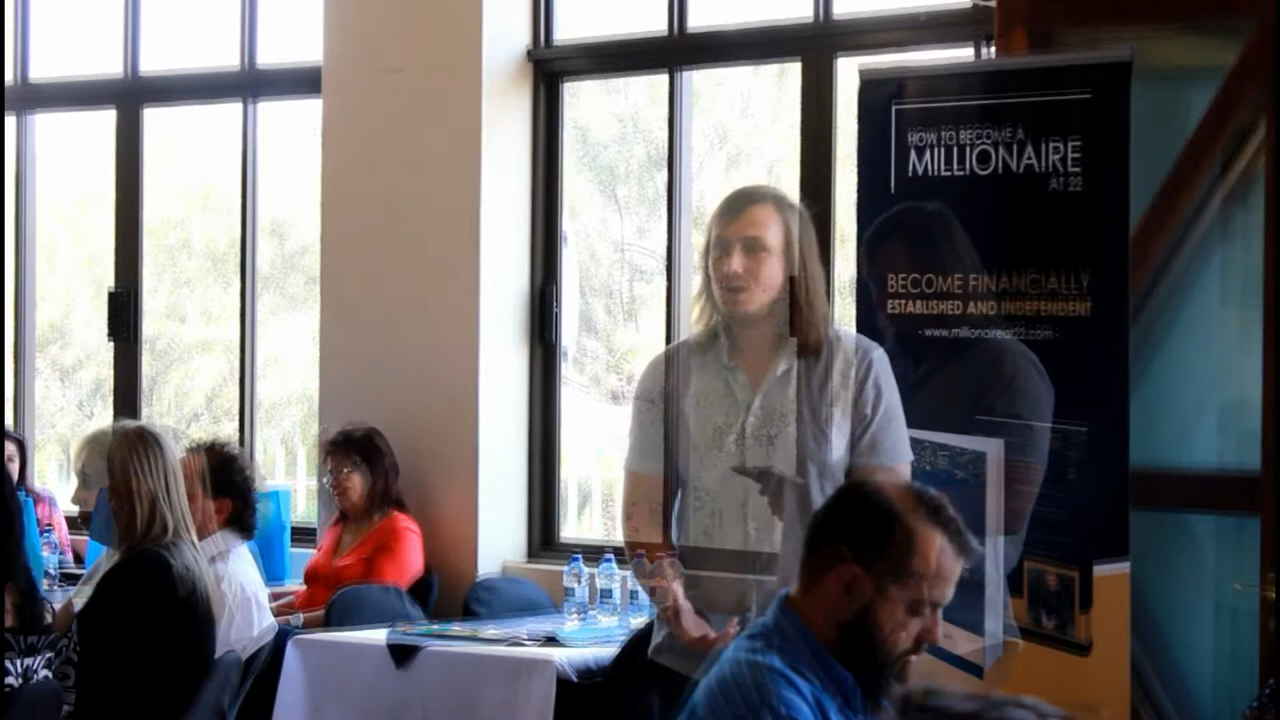 HOW TO BECOME A
MILLIONAIRE
AT 22
BECOME FINANCIALLY
ESTABLISHED AND INDEPENDENT
- www.millionaireat22.com -